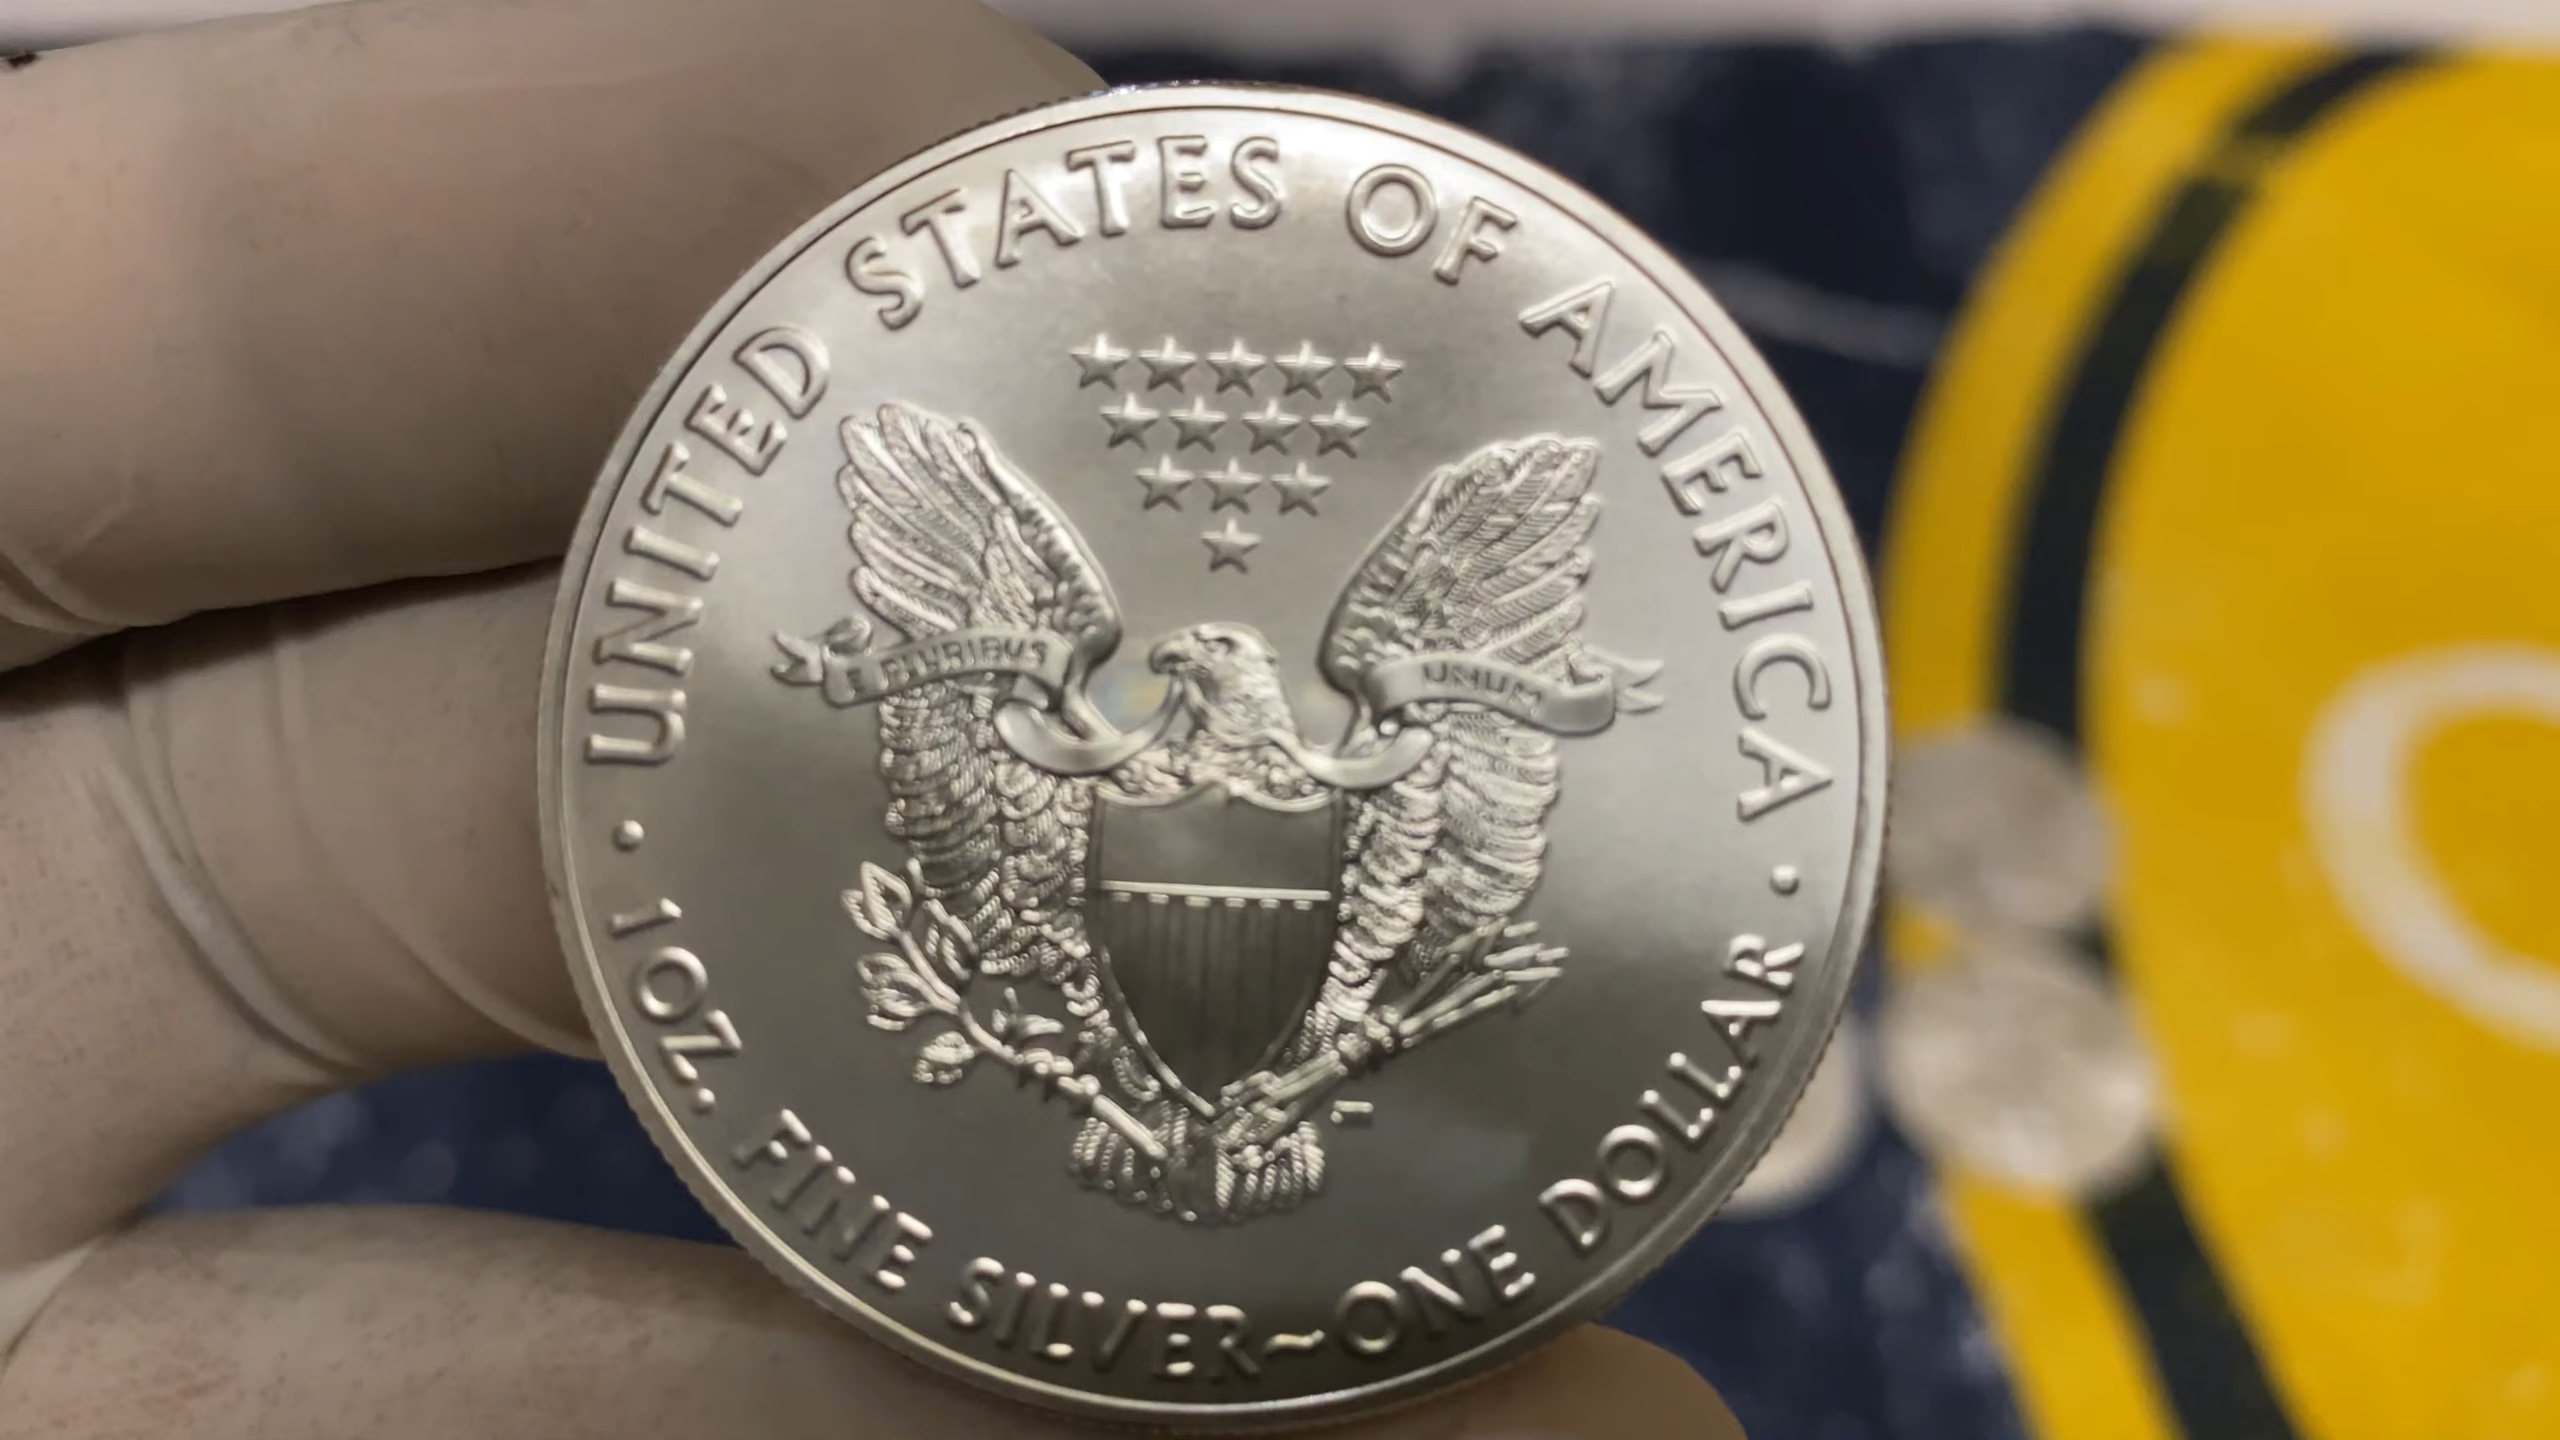 UNITED STATES OF AMERICA
E PLURIBUS UNUM
1 OZ. FINE SILVER~ONE DOLLAR